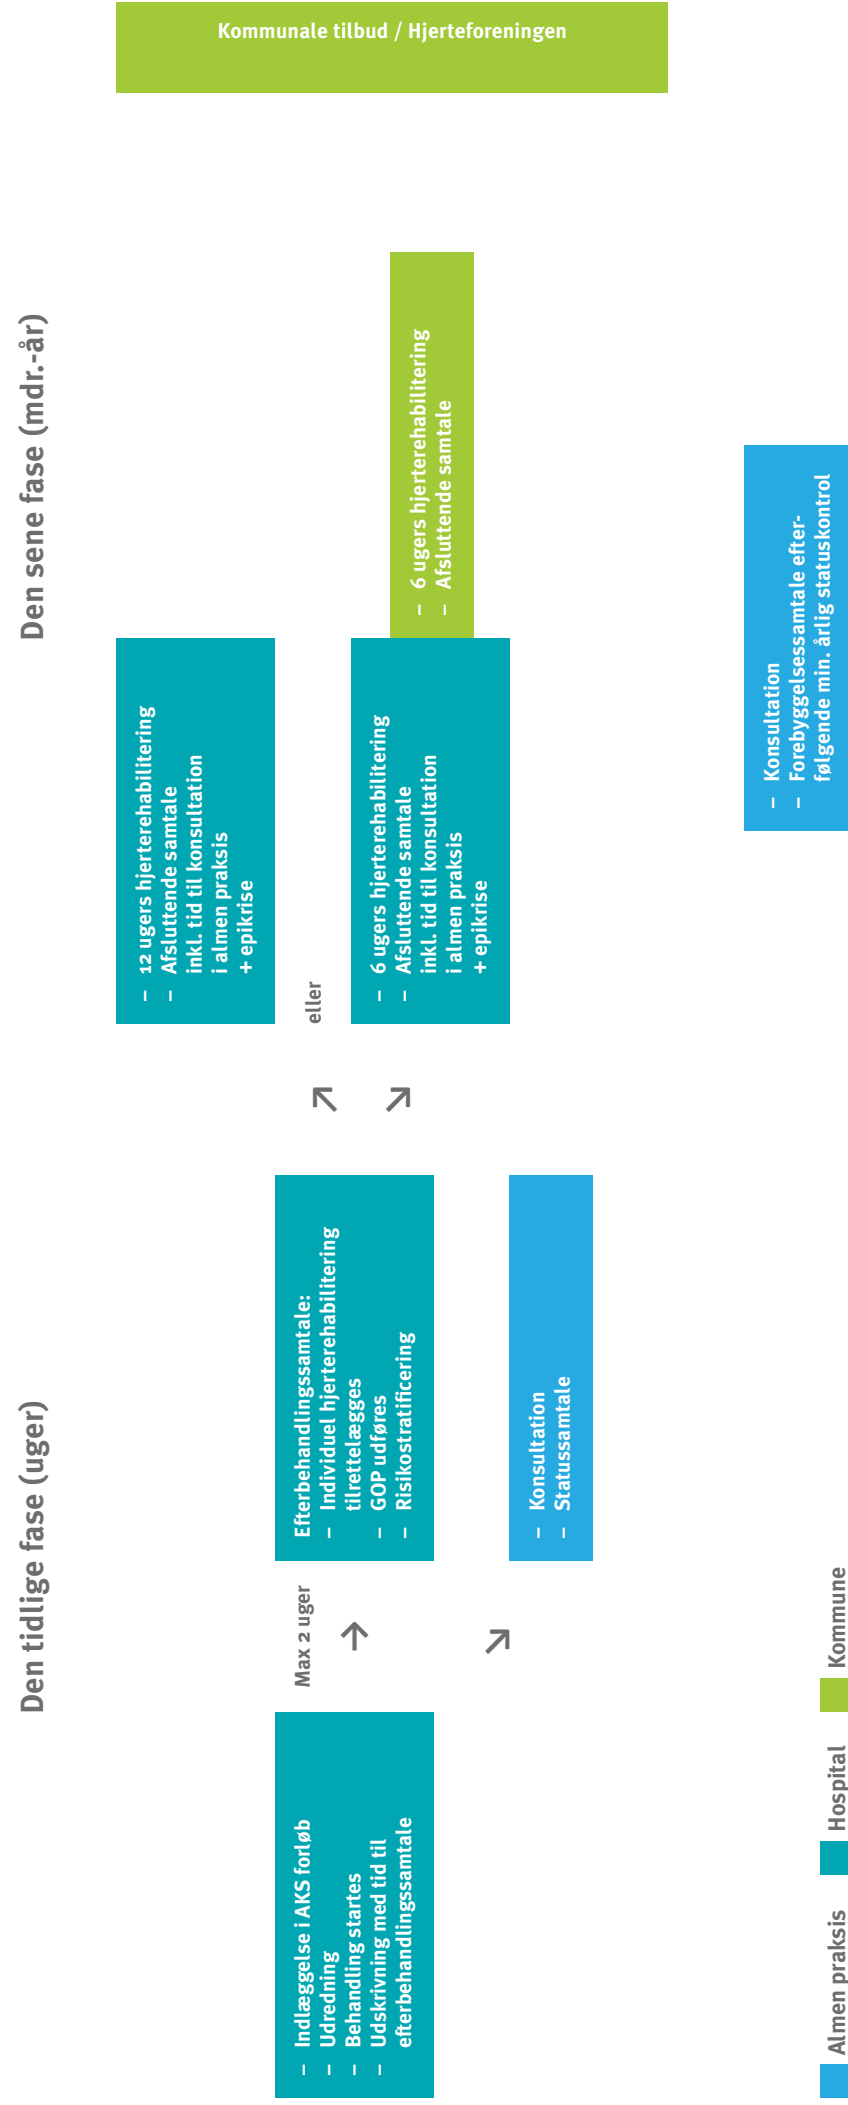 Den tidlige fase (uger)
Den sene fase (mdr.-år)
– Indlæggelse i AKS forløb
– Udredning
– Behandling startes
– Udskrivning med tid til
efterbehandlingssamtale
Max 2 uger
Efterbehandlingssamtale:
– Individuel hjerterehabilitering
tilrettelægges
– GOP udføres
– Risikostratificering
– Konsultation
– Statussamtale
– 12 ugers hjerterehabilitering
– Afsluttende samtale
inkl. tid til konsultation
i almen praksis
+ epikrise
eller
– 6 ugers hjerterehabilitering
– Afsluttende samtale
inkl. tid til konsultation
i almen praksis
+ epikrise
– 6 ugers hjerterehabilitering
– Afsluttende samtale
– Konsultation
– Forebyggelsessamtale efter-
følgende min. årlig statuskontrol
Kommunale tilbud / Hjerteforeningen
Almen praksis
Hospital
Kommune